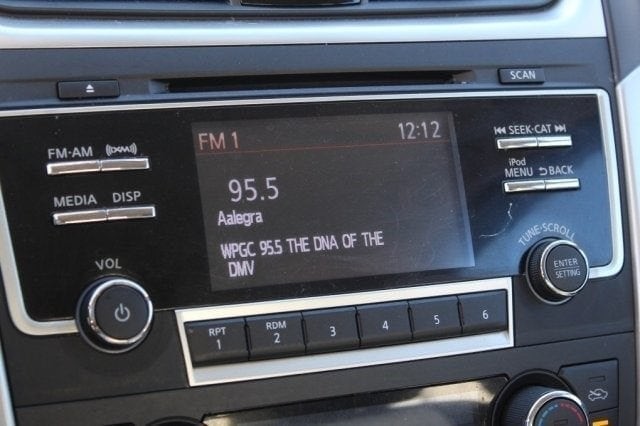 SCAN
FM 1 12:12
FM·AM ((XM))
SEEK·CAT
iPod
MENU BACK
MEDIA DISP
95.5
Aalegra
WPGC 95.5 THE DNA OF THE
DMV
TUNE·SCROLL
ENTER
SETTING
VOL
RPT
1
RDM
2
3
4
5
6